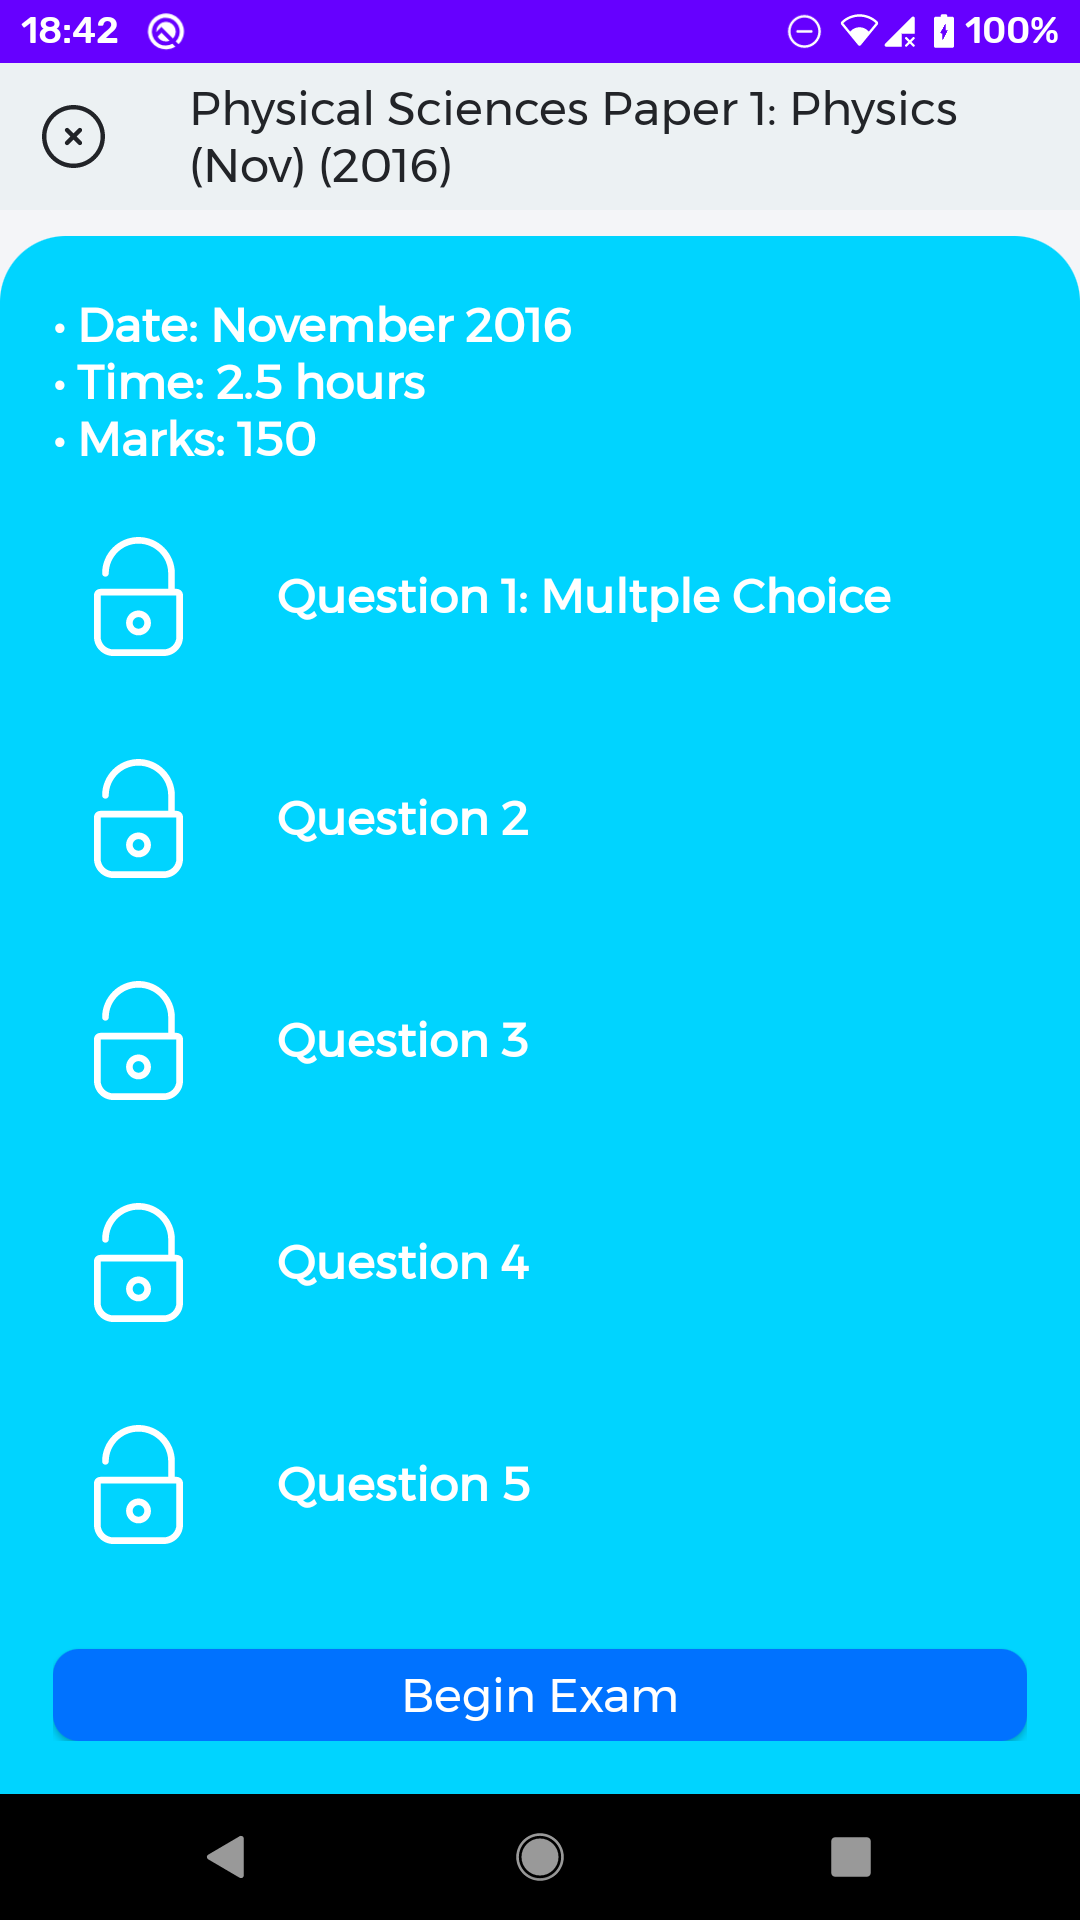 18:42
100%
Physical Sciences Paper 1: Physics
(Nov) (2016)
• Date: November 2016
• Time: 2.5 hours
• Marks: 150
Question 1: Multple Choice
Question 2
Question 3
Question 4
Question 5
Begin Exam